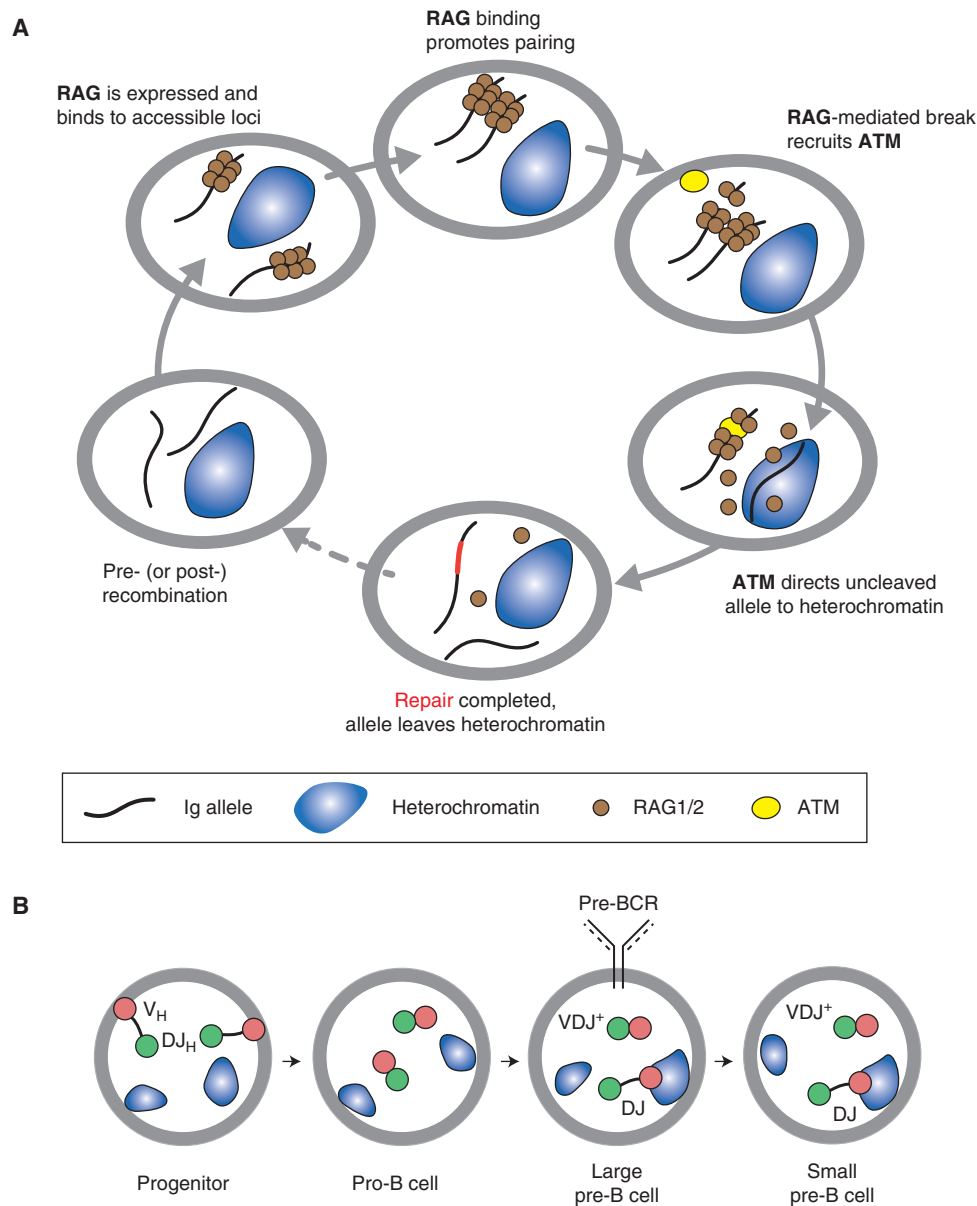 A
RAG binding
promotes pairing
RAG is expressed and
binds to accessible loci
RAG-mediated break
recruits ATM
Pre- (or post-)
recombination
ATM directs uncleaved
allele to heterochromatin
Repair completed,
allele leaves heterochromatin
Ig allele
Heterochromatin
RAG1/2
ATM
B
Pre-BCR
VH
DJH
VDJ+
DJ
VDJ+
DJ
Progenitor
Pro-B cell
Large
pre-B cell
Small
pre-B cell